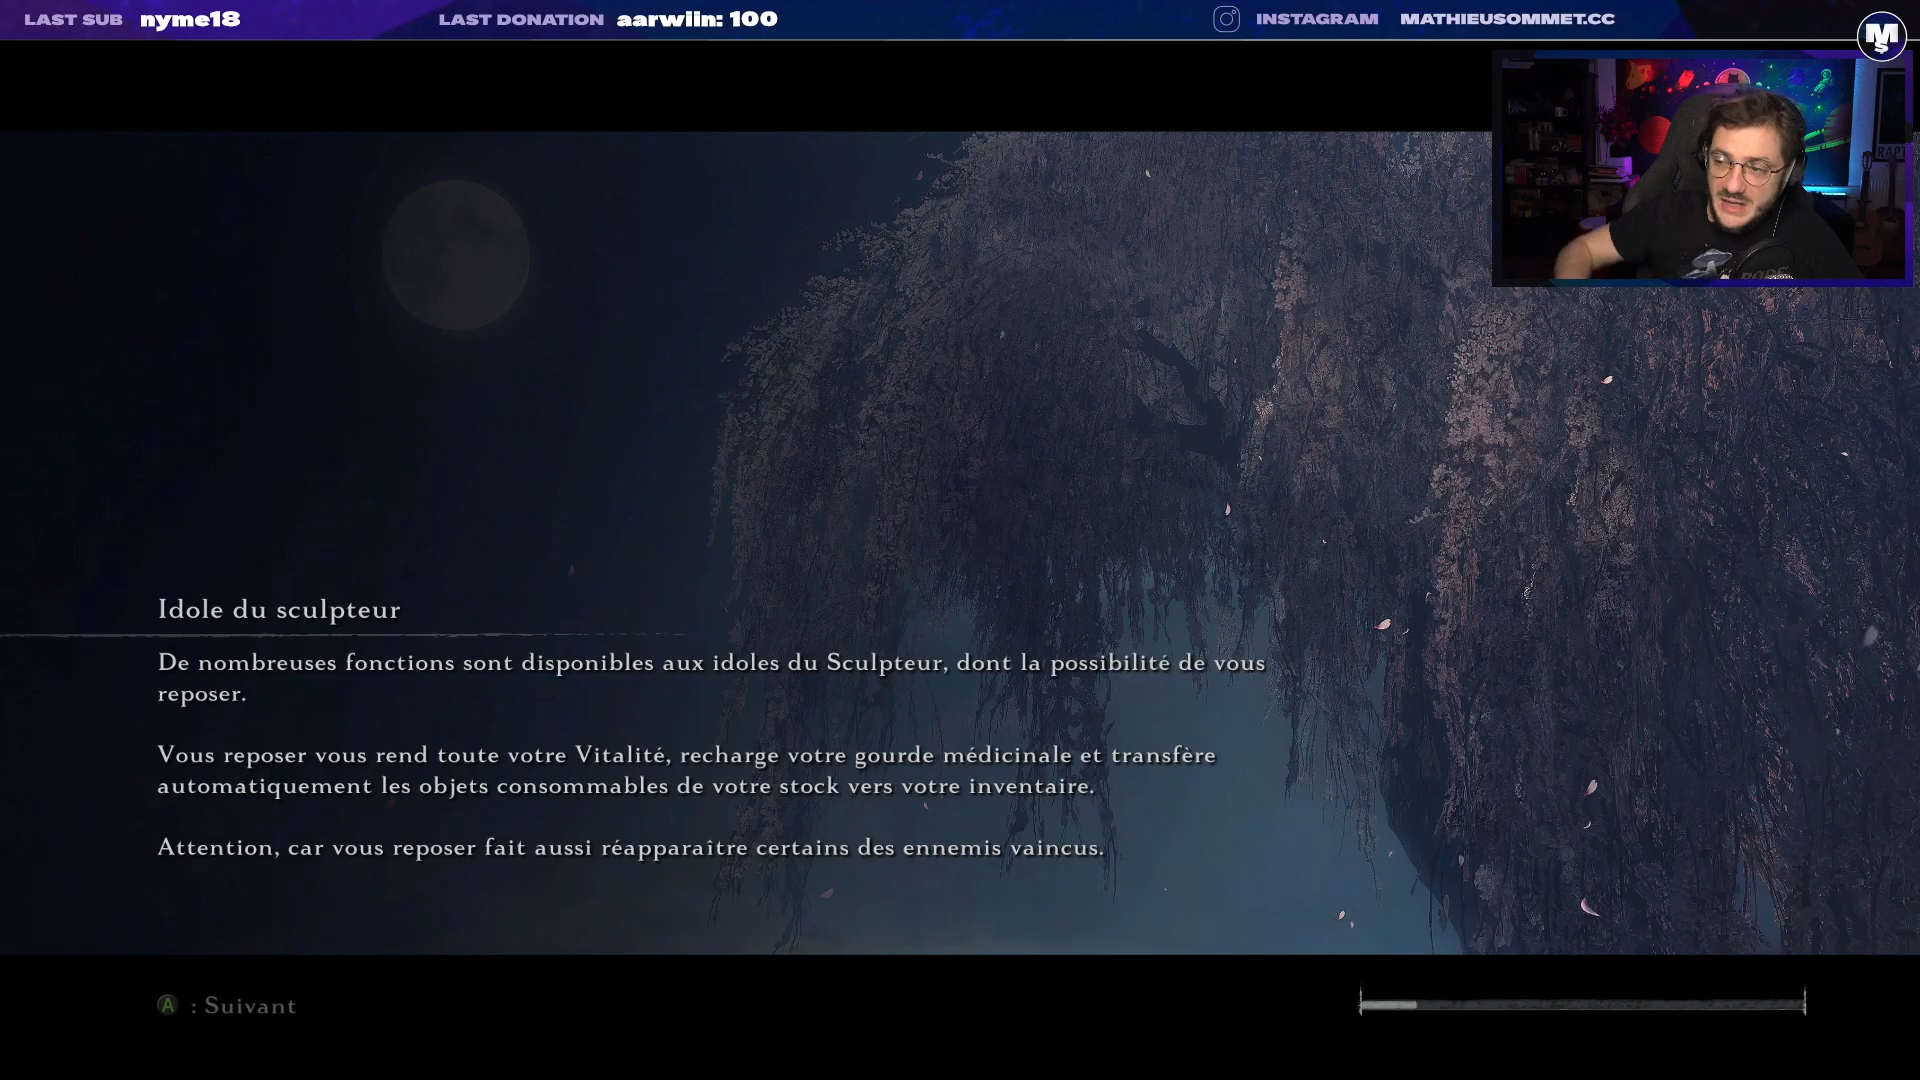 LAST SUB nyme18 LAST DONATION aarwiin: 100 INSTAGRAM MATHIEUSOMMET.CC
MS
RAPT
Idole du sculpteur
De nombreuses fonctions sont disponibles aux idoles du Sculpteur, dont la possibilité de vous
reposer.
Vous reposer vous rend toute votre Vitalité, recharge votre gourde médicinale et transfère
automatiquement les objets consommables de votre stock vers votre inventaire.
Attention, car vous reposer fait aussi réapparaître certains des ennemis vaincus.
A : Suivant